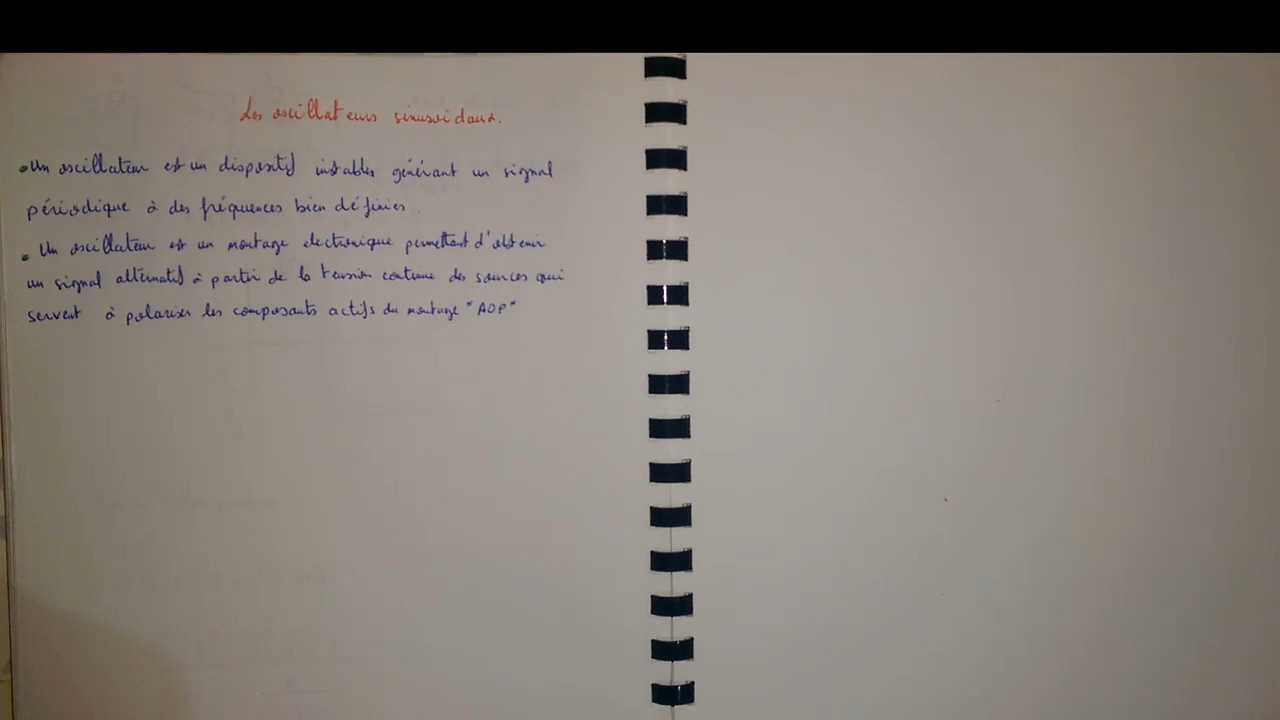 Les oscillateurs sinusoidaux.
• Un oscillateur est un dispositif instables générant un signal
périodique à des fréquences bien définies
• Un oscillateur est un montage electronique permettant d'obtenir
un signal alternatif à partir de la tension continue des sources qui
servent à polariser les composants actifs du montage "AOP"